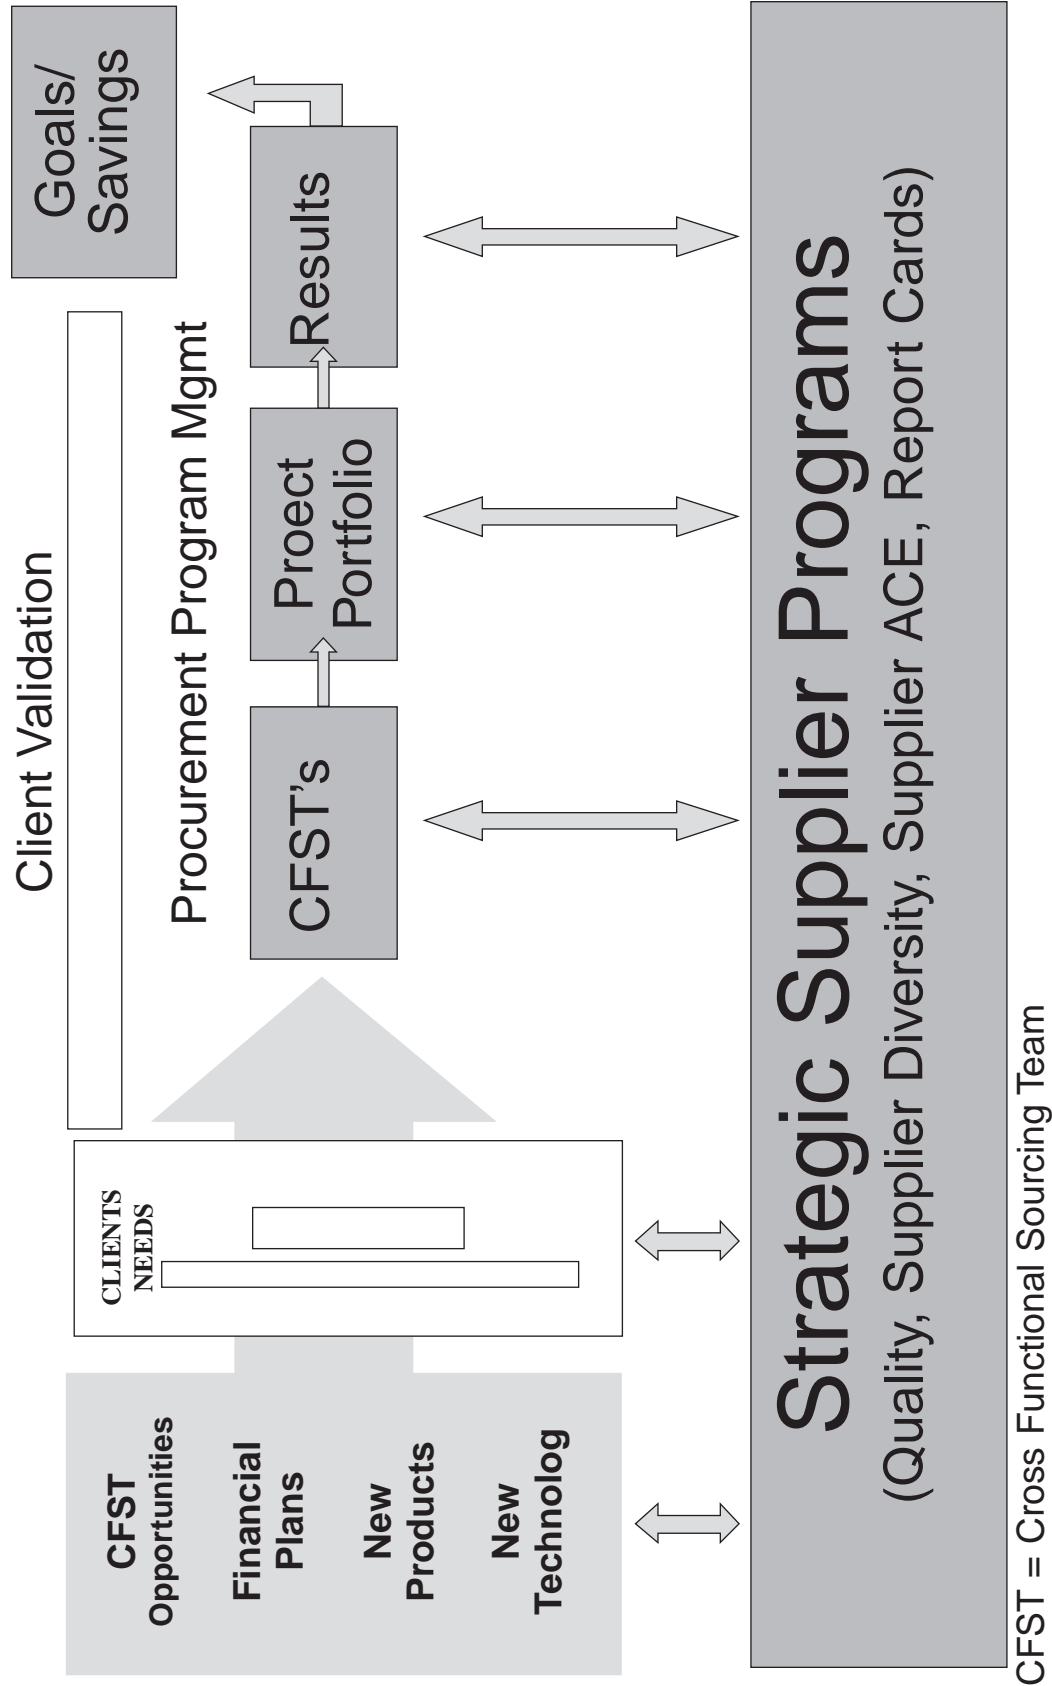 Client Validation
Goals/
Savings
Procurement Program Mgmt
CLIENTS
NEEDS
CFST
Opportunities
Financial
Plans
New
Products
New
Technolog
CFST’s
Proect
Portfolio
Results
Strategic Supplier Programs
(Quality, Supplier Diversity, Supplier ACE, Report Cards)
CFST = Cross Functional Sourcing Team